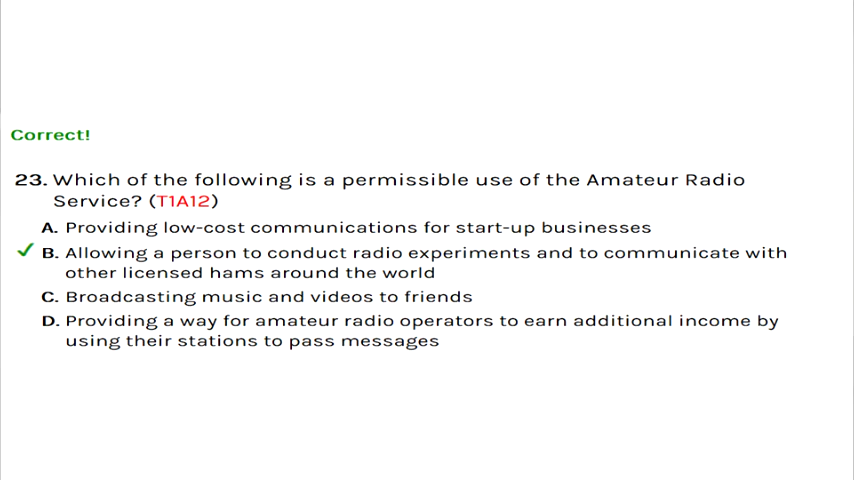 Correct!
23. Which of the following is a permissible use of the Amateur Radio
Service? (T1A12)
A. Providing low-cost communications for start-up businesses
B. Allowing a person to conduct radio experiments and to communicate with
other licensed hams around the world
C. Broadcasting music and videos to friends
D. Providing a way for amateur radio operators to earn additional income by
using their stations to pass messages